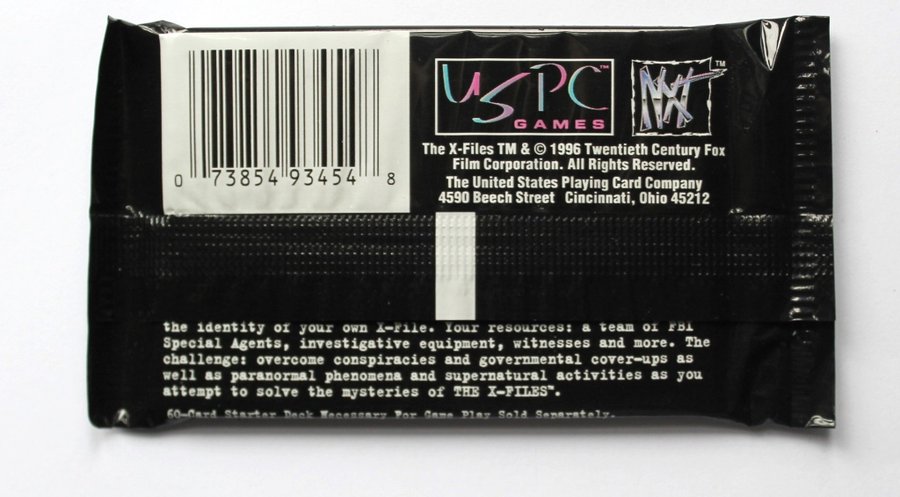 0 73854 93454 8
USPC™
GAMES
NXT™
The X-Files TM & © 1996 Twentieth Century Fox
Film Corporation. All Rights Reserved.
The United States Playing Card Company
4590 Beech Street Cincinnati, Ohio 45212
the identity of your own X-File. Your resources: a team of FBI
Special Agents, investigative equipment, witnesses and more. The
challenge: overcome conspiracies and governmental cover-ups as
well as paranormal phenomena and supernatural activities as you
attempt to solve the mysteries of THE X-FILES™.
60-Card Starter Deck Necessary For Game Play Sold Separately.